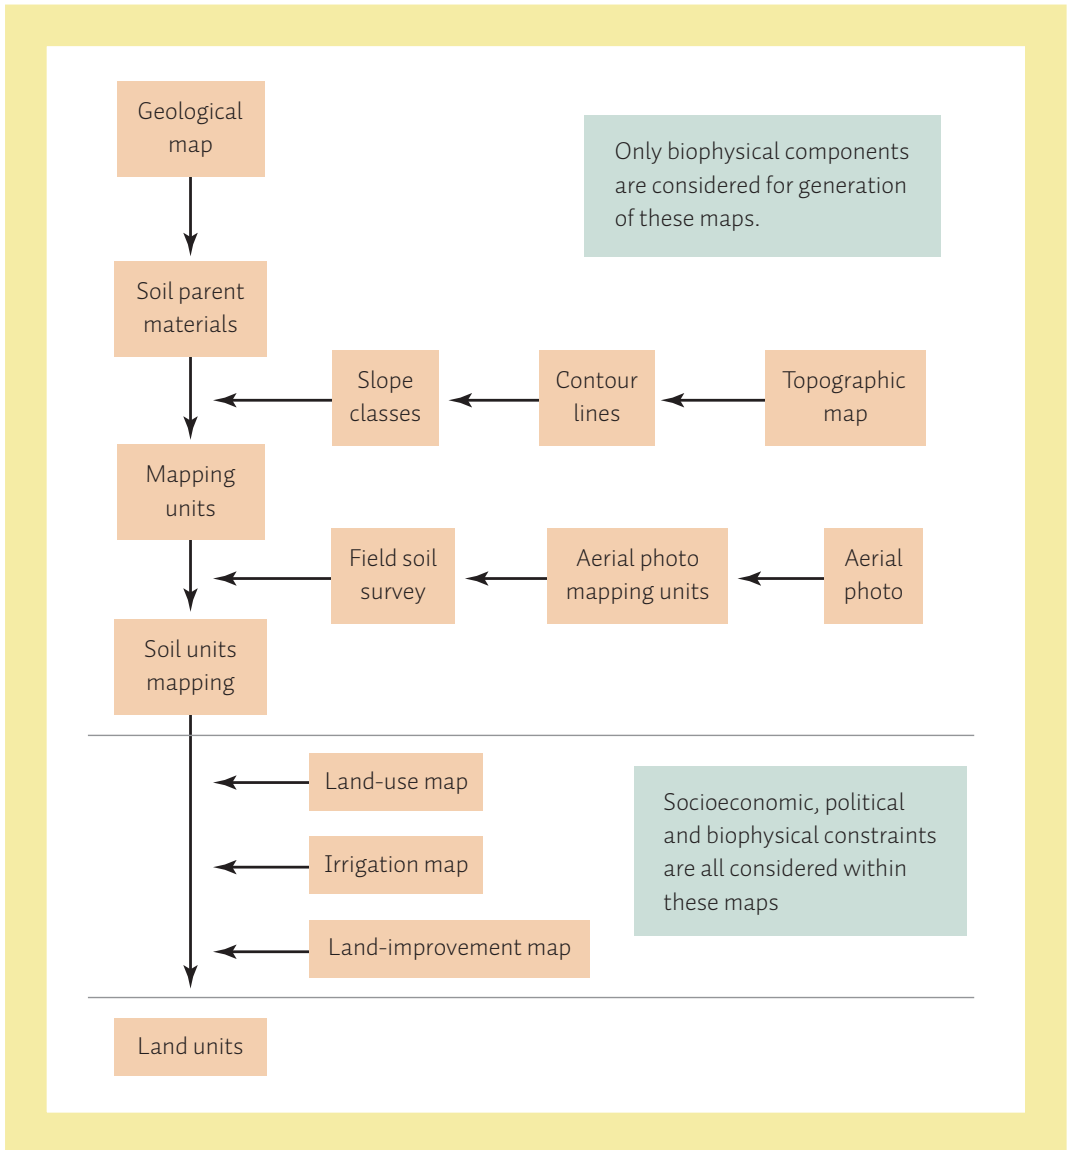 Geological
map
Only biophysical components
are considered for generation
of these maps.
Soil parent
materials
Slope
classes
Contour
lines
Topographic
map
Mapping
units
Field soil
survey
Aerial photo
mapping units
Aerial
photo
Soil units
mapping
Land-use map
Irrigation map
Land-improvement map
Socioeconomic, political
and biophysical constraints
are all considered within
these maps
Land units